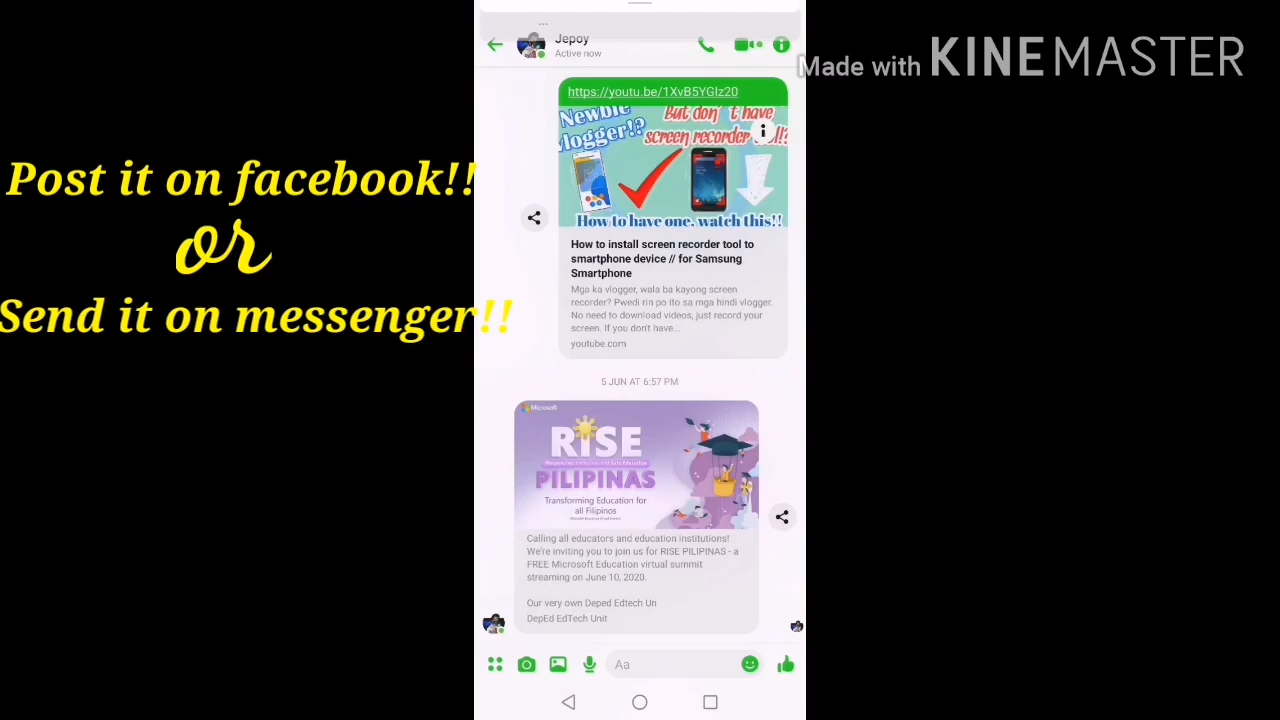 ...
Jepoy
Active now
Made with KINEMASTER
Post it on facebook!!
or
Send it on messenger!!
https://youtu.be/1XvB5YGIz20
Newbie
vlogger!?
But don't have
screen recorder tool!?
How to have one, watch this!!
How to install screen recorder tool to
smartphone device // for Samsung
Smartphone
Mga ka vlogger, wala ba kayong screen
recorder? Pwedi rin po ito sa mga hindi vlogger.
No need to download videos, just record your
screen. If you don't have...
youtube.com
5 JUN AT 6:57 PM
Microsoft
RISE
PILIPINAS
Transforming Education for
all Filipinos
Calling all educators and education institutions!
We're inviting you to join us for RISE PILIPINAS - a
FREE Microsoft Education virtual summit
streaming on June 10, 2020.
Our very own Deped Edtech Un
DepEd EdTech Unit
Aa